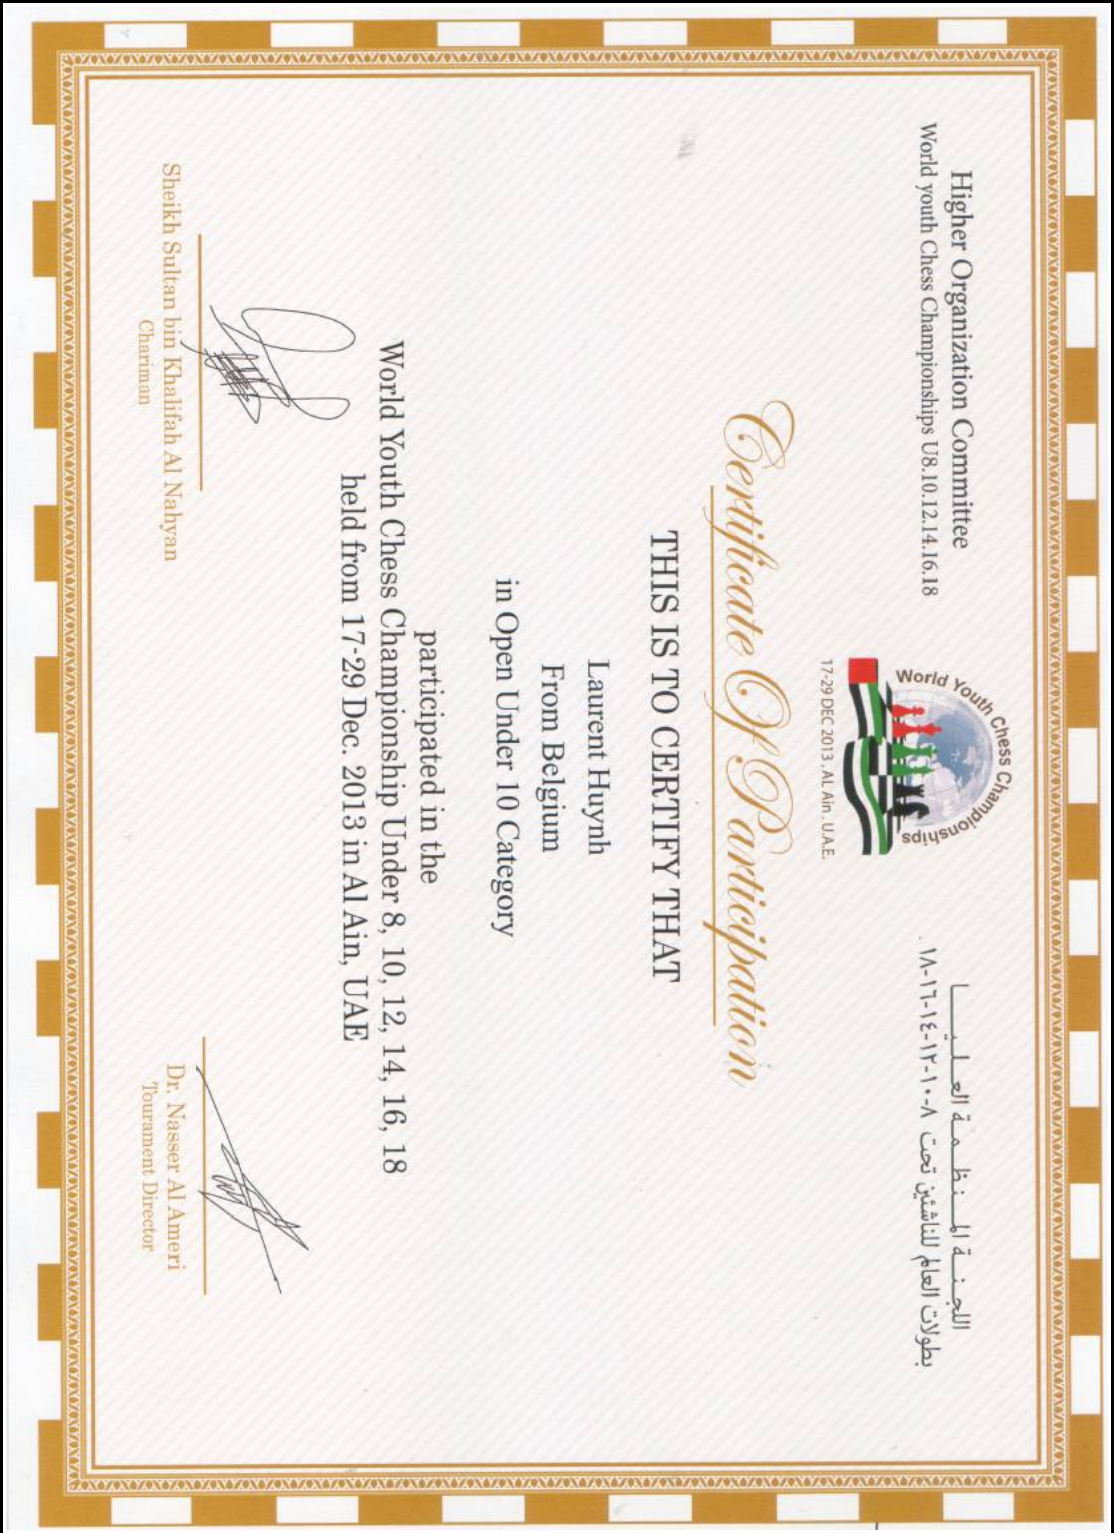 Higher Organization Committee
World youth Chess Championships U8.10.12.14.16.18
World Youth Chess Championships
17-29 DEC 2013 . AL Ain . U.A.E.
اللجنة المنظمة العليا
بطولات العالم للناشئين تحت ٨-١٠-١٢-١٤-١٦-١٨
Certificate Of Participation
THIS IS TO CERTIFY THAT
Laurent Huynh
From Belgium
in Open Under 10 Category
participated in the
World Youth Chess Championship Under 8, 10, 12, 14, 16, 18
held from 17-29 Dec. 2013 in Al Ain, UAE
Sheikh Sultan bin Khalifah Al Nahyan
Chariman
Dr. Nasser Al Ameri
Tourament Director